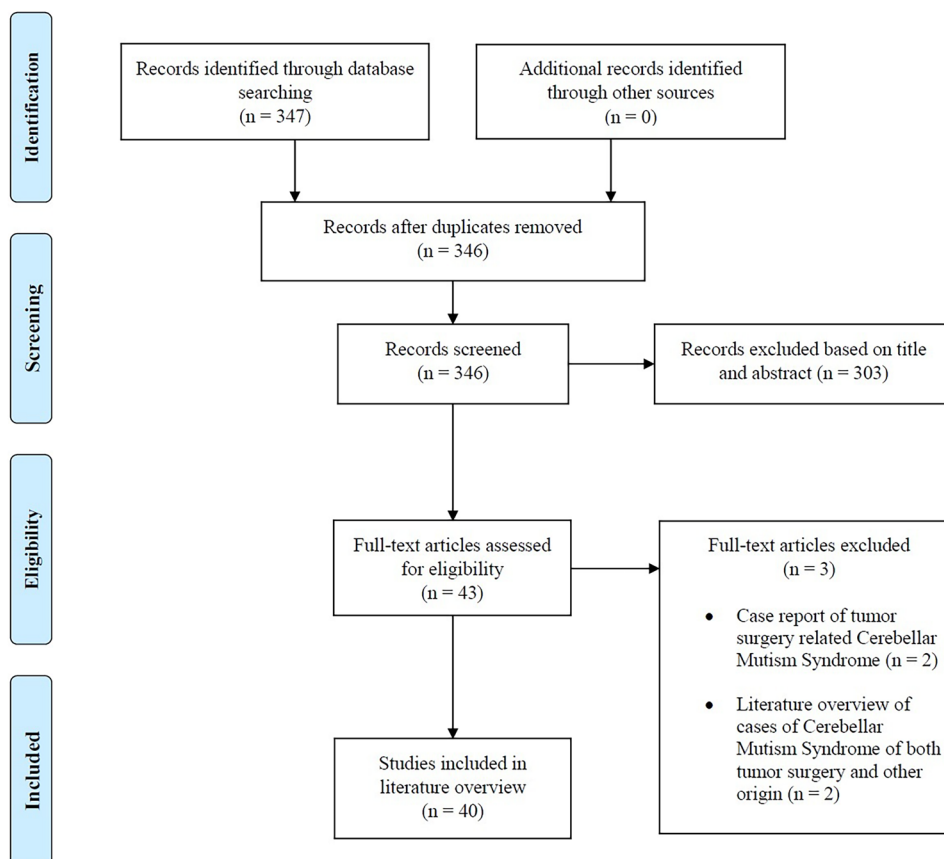 Identification
Records identified through database
searching
(n = 347)
Additional records identified
through other sources
(n = 0)
Records after duplicates removed
(n = 346)
Screening
Records screened
(n = 346)
Records excluded based on title
and abstract (n = 303)
Eligibility
Full-text articles assessed
for eligibility
(n = 43)
Full-text articles excluded
(n = 3)
• Case report of tumor
surgery related Cerebellar
Mutism Syndrome (n = 2)
• Literature overview of
cases of Cerebellar
Mutism Syndrome of both
tumor surgery and other
origin (n = 2)
Included
Studies included in
literature overview
(n = 40)